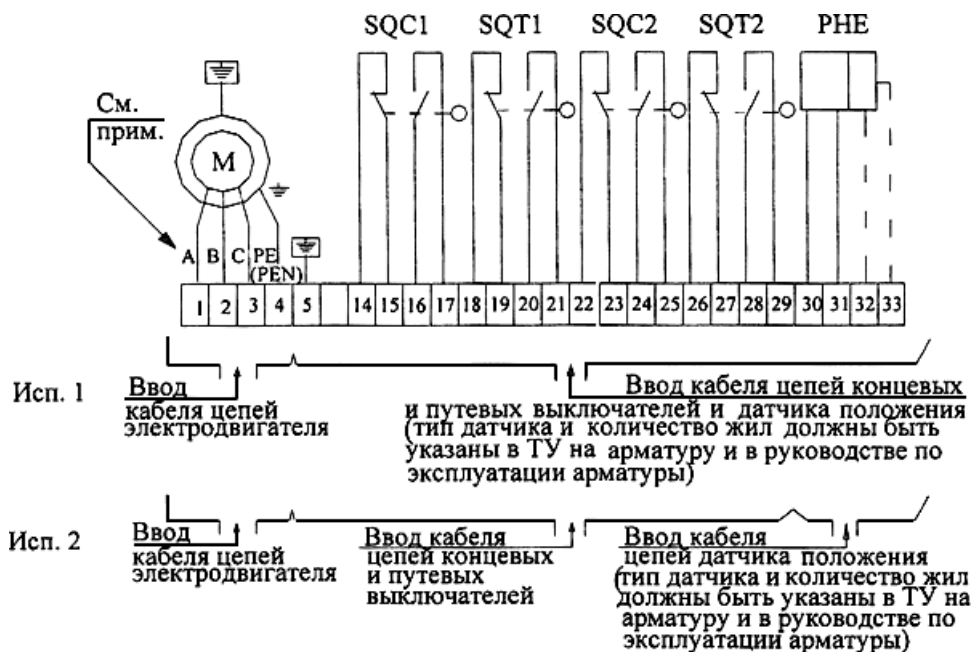 SQC1 SQT1 SQC2 SQT2 PHE
См.
прим.
M
A B C PE
(PEN)
1 2 3 4 5 14 15 16 17 18 19 20 21 22 23 24 25 26 27 28 29 30 31 32 33
Исп. 1
Ввод
кабеля цепей
электродвигателя
Ввод кабеля цепей концевых
и путевых выключателей и датчика положения
(тип датчика и количество жил должны быть
указаны в ТУ на арматуру и в руководстве по
эксплуатации арматуры)
Исп. 2
Ввод
кабеля цепей
электродвигателя
Ввод кабеля
цепей концевых
и путевых
выключателей
Ввод кабеля
цепей датчика положения
(тип датчика и количество жил
должны быть указаны в ТУ на
арматуру и в руководстве по
эксплуатации арматуры)